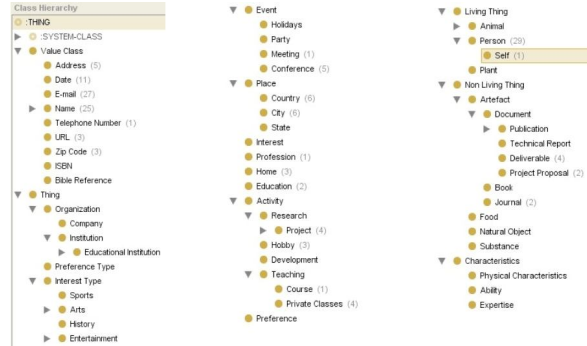 Class Hierarchy
:THING
:SYSTEM-CLASS
Value Class
Address (5)
Date (11)
E-mail (27)
Name (25)
Telephone Number (1)
URL (3)
Zip Code (3)
ISBN
Bible Reference
Thing
Organization
Company
Institution
Educational Institution
Preference Type
Interest Type
Sports
Arts
History
Entertainment
Event
Holidays
Party
Meeting (1)
Conference (5)
Place
Country (6)
City (6)
State
Interest
Profession (1)
Home (3)
Education (2)
Activity
Research
Project (4)
Hobby (3)
Development
Teaching
Course (1)
Private Classes (4)
Preference
Living Thing
Animal
Person (29)
Self (1)
Plant
Non Living Thing
Artefact
Document
Publication
Technical Report
Deliverable (4)
Project Proposal (2)
Book
Journal (2)
Food
Natural Object
Substance
Characteristics
Physical Characteristics
Ability
Expertise